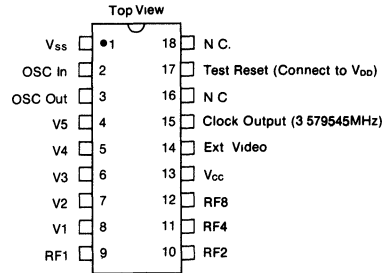 Top View
Vss 1 18 N C.
OSC In 2 17 Test Reset (Connect to VDD)
OSC Out 3 16 N C
V5 4 15 Clock Output (3 579545MHz)
V4 5 14 Ext Video
V3 6 13 Vcc
V2 7 12 RF8
V1 8 11 RF4
RF1 9 10 RF2